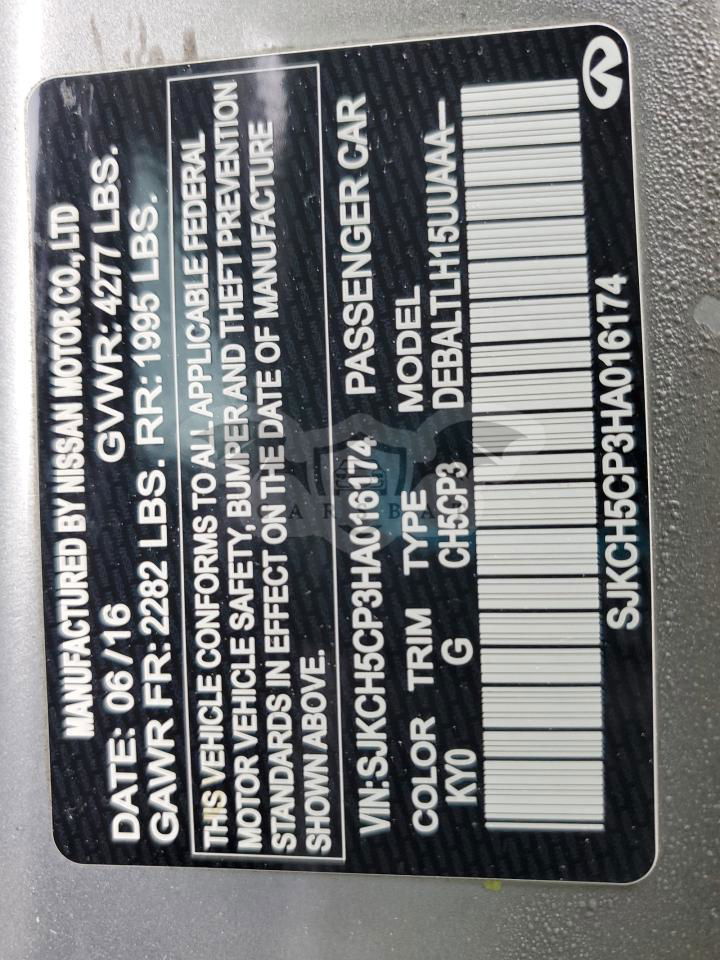 MANUFACTURED BY NISSAN MOTOR CO., LTD
DATE: 06 /16 GVWR: 4277 LBS.
GAWR FR: 2282 LBS. RR: 1995 LBS.
THIS VEHICLE CONFORMS TO ALL APPLICABLE FEDERAL
MOTOR VEHICLE SAFETY, BUMPER AND THEFT PREVENTION
STANDARDS IN EFFECT ON THE DATE OF MANUFACTURE
SHOWN ABOVE.
VIN:SJKCH5CP3HA016174 PASSENGER CAR
COLOR TRIM TYPE MODEL
KY0 G CH5CP3 DEBALTLH15UUAAA—
SJKCH5CP3HA016174